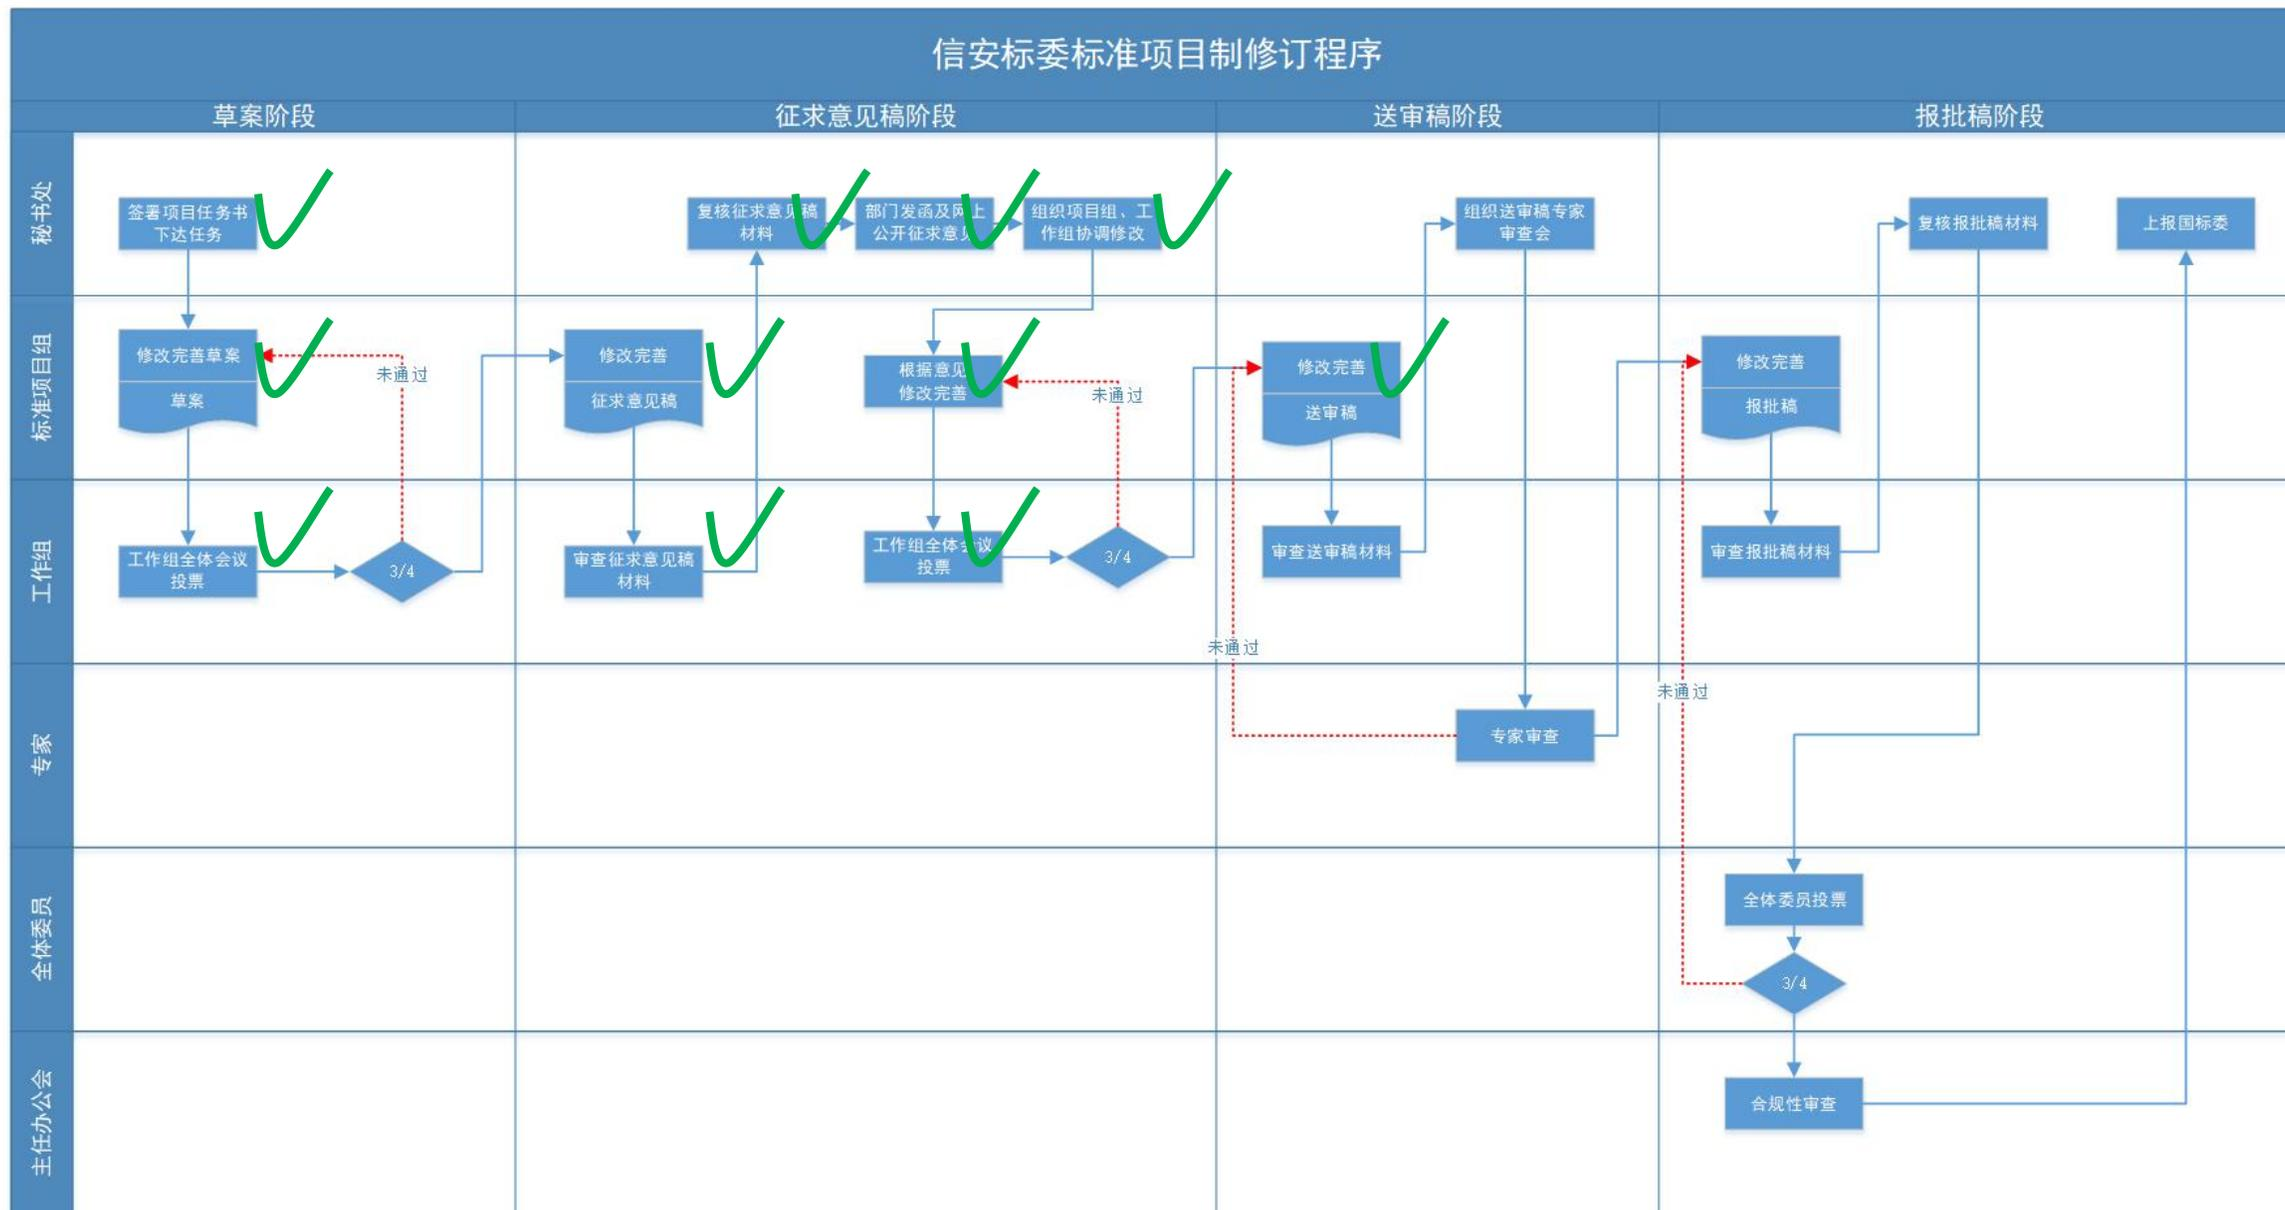 信安标委标准项目制修订程序
草案阶段
征求意见稿阶段
送审稿阶段
报批稿阶段
秘书处
签署项目任务书
下达任务
复核征求意见稿
材料
部门发函及网上
公开征求意见
组织项目组、工
作组协调修改
组织送审稿专家
审查会
复核报批稿材料
上报国标委
标准项目组
修改完善草案
草案
未通过
修改完善
征求意见稿
根据意见
修改完善
未通过
修改完善
送审稿
修改完善
报批稿
工作组
工作组全体会议
投票
3/4
审查征求意见稿
材料
工作组全体会议
投票
3/4
审查送审稿材料
审查报批稿材料
未通过
专家
未通过
专家审查
全体委员
全体委员投票
3/4
主任办公会
合规性审查